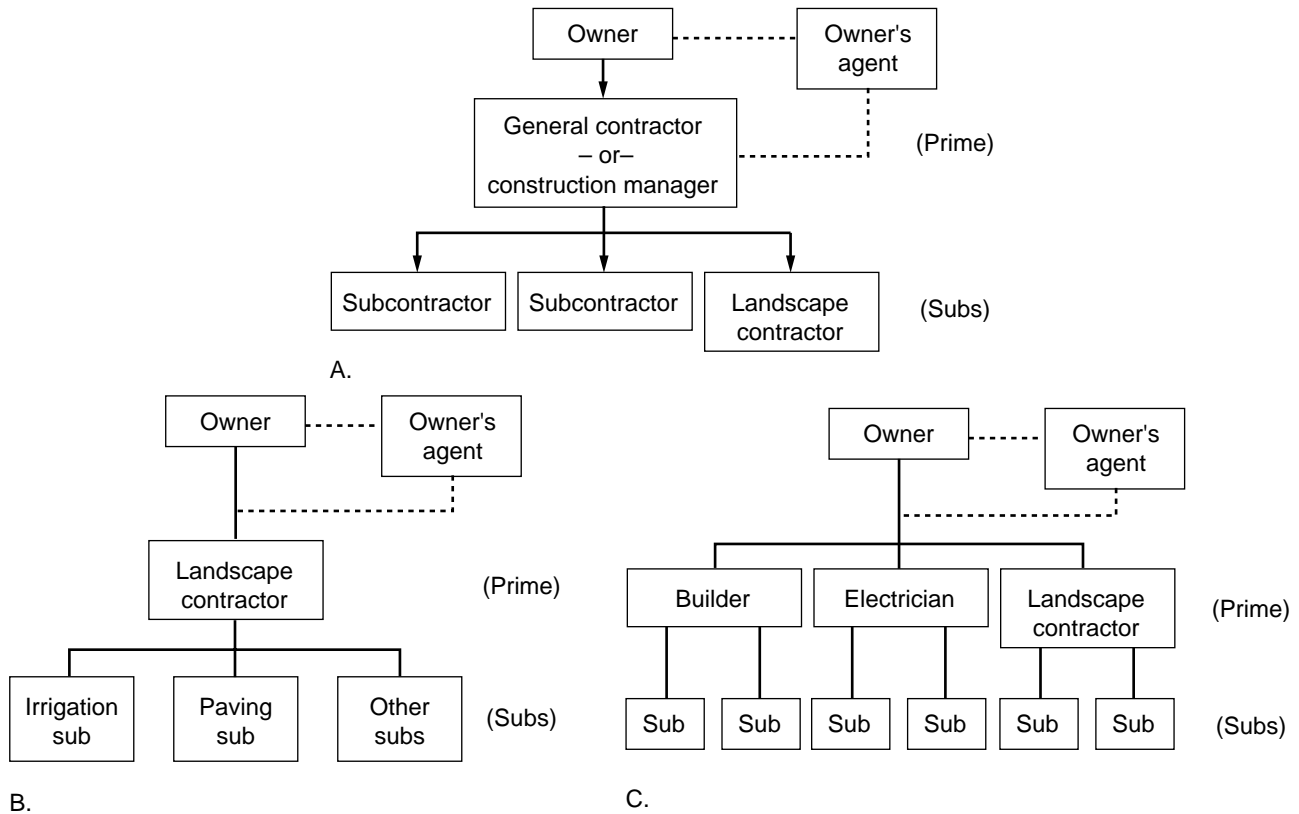 Owner
Owner's
agent
General contractor
– or–
construction manager
(Prime)
Subcontractor
Subcontractor
Landscape
contractor
(Subs)
A.
Owner
Owner's
agent
Landscape
contractor
(Prime)
Irrigation
sub
Paving
sub
Other
subs
(Subs)
B.
Owner
Owner's
agent
Builder
Electrician
Landscape
contractor
(Prime)
Sub
Sub
Sub
Sub
Sub
Sub
(Subs)
C.